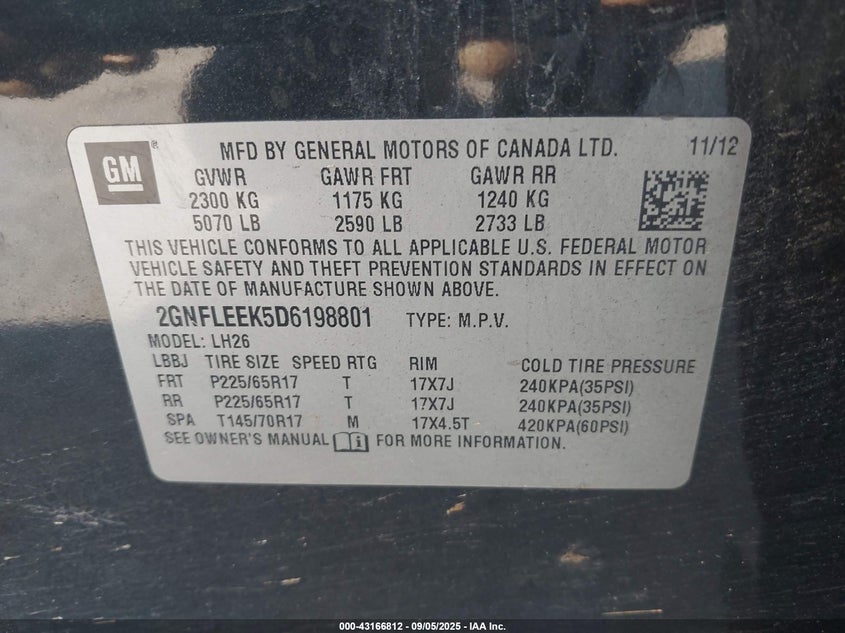 GM ® MFD BY GENERAL MOTORS OF CANADA LTD. 11/12
GVWR GAWR FRT GAWR RR
2300 KG 1175 KG 1240 KG
5070 LB 2590 LB 2733 LB
THIS VEHICLE CONFORMS TO ALL APPLICABLE U.S. FEDERAL MOTOR
VEHICLE SAFETY AND THEFT PREVENTION STANDARDS IN EFFECT ON
THE DATE OF MANUFACTURE SHOWN ABOVE.
2GNFLEEK5D6198801 TYPE: M.P.V.
MODEL: LH26
LBBJ TIRE SIZE SPEED RTG RIM COLD TIRE PRESSURE
FRT P225/65R17 T 17X7J 240KPA(35PSI)
RR P225/65R17 T 17X7J 240KPA(35PSI)
SPA T145/70R17 M 17X4.5T 420KPA(60PSI)
SEE OWNER'S MANUAL i FOR MORE INFORMATION.
000-43166812 - 09/05/2025 - IAA Inc.